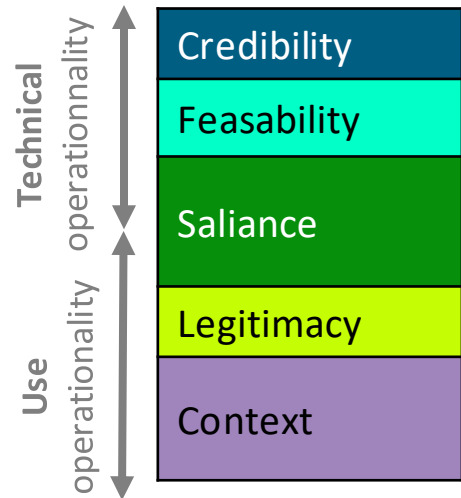 Technical
operationnality
Use
operationality
Credibility
Feasability
Saliance
Legitimacy
Context